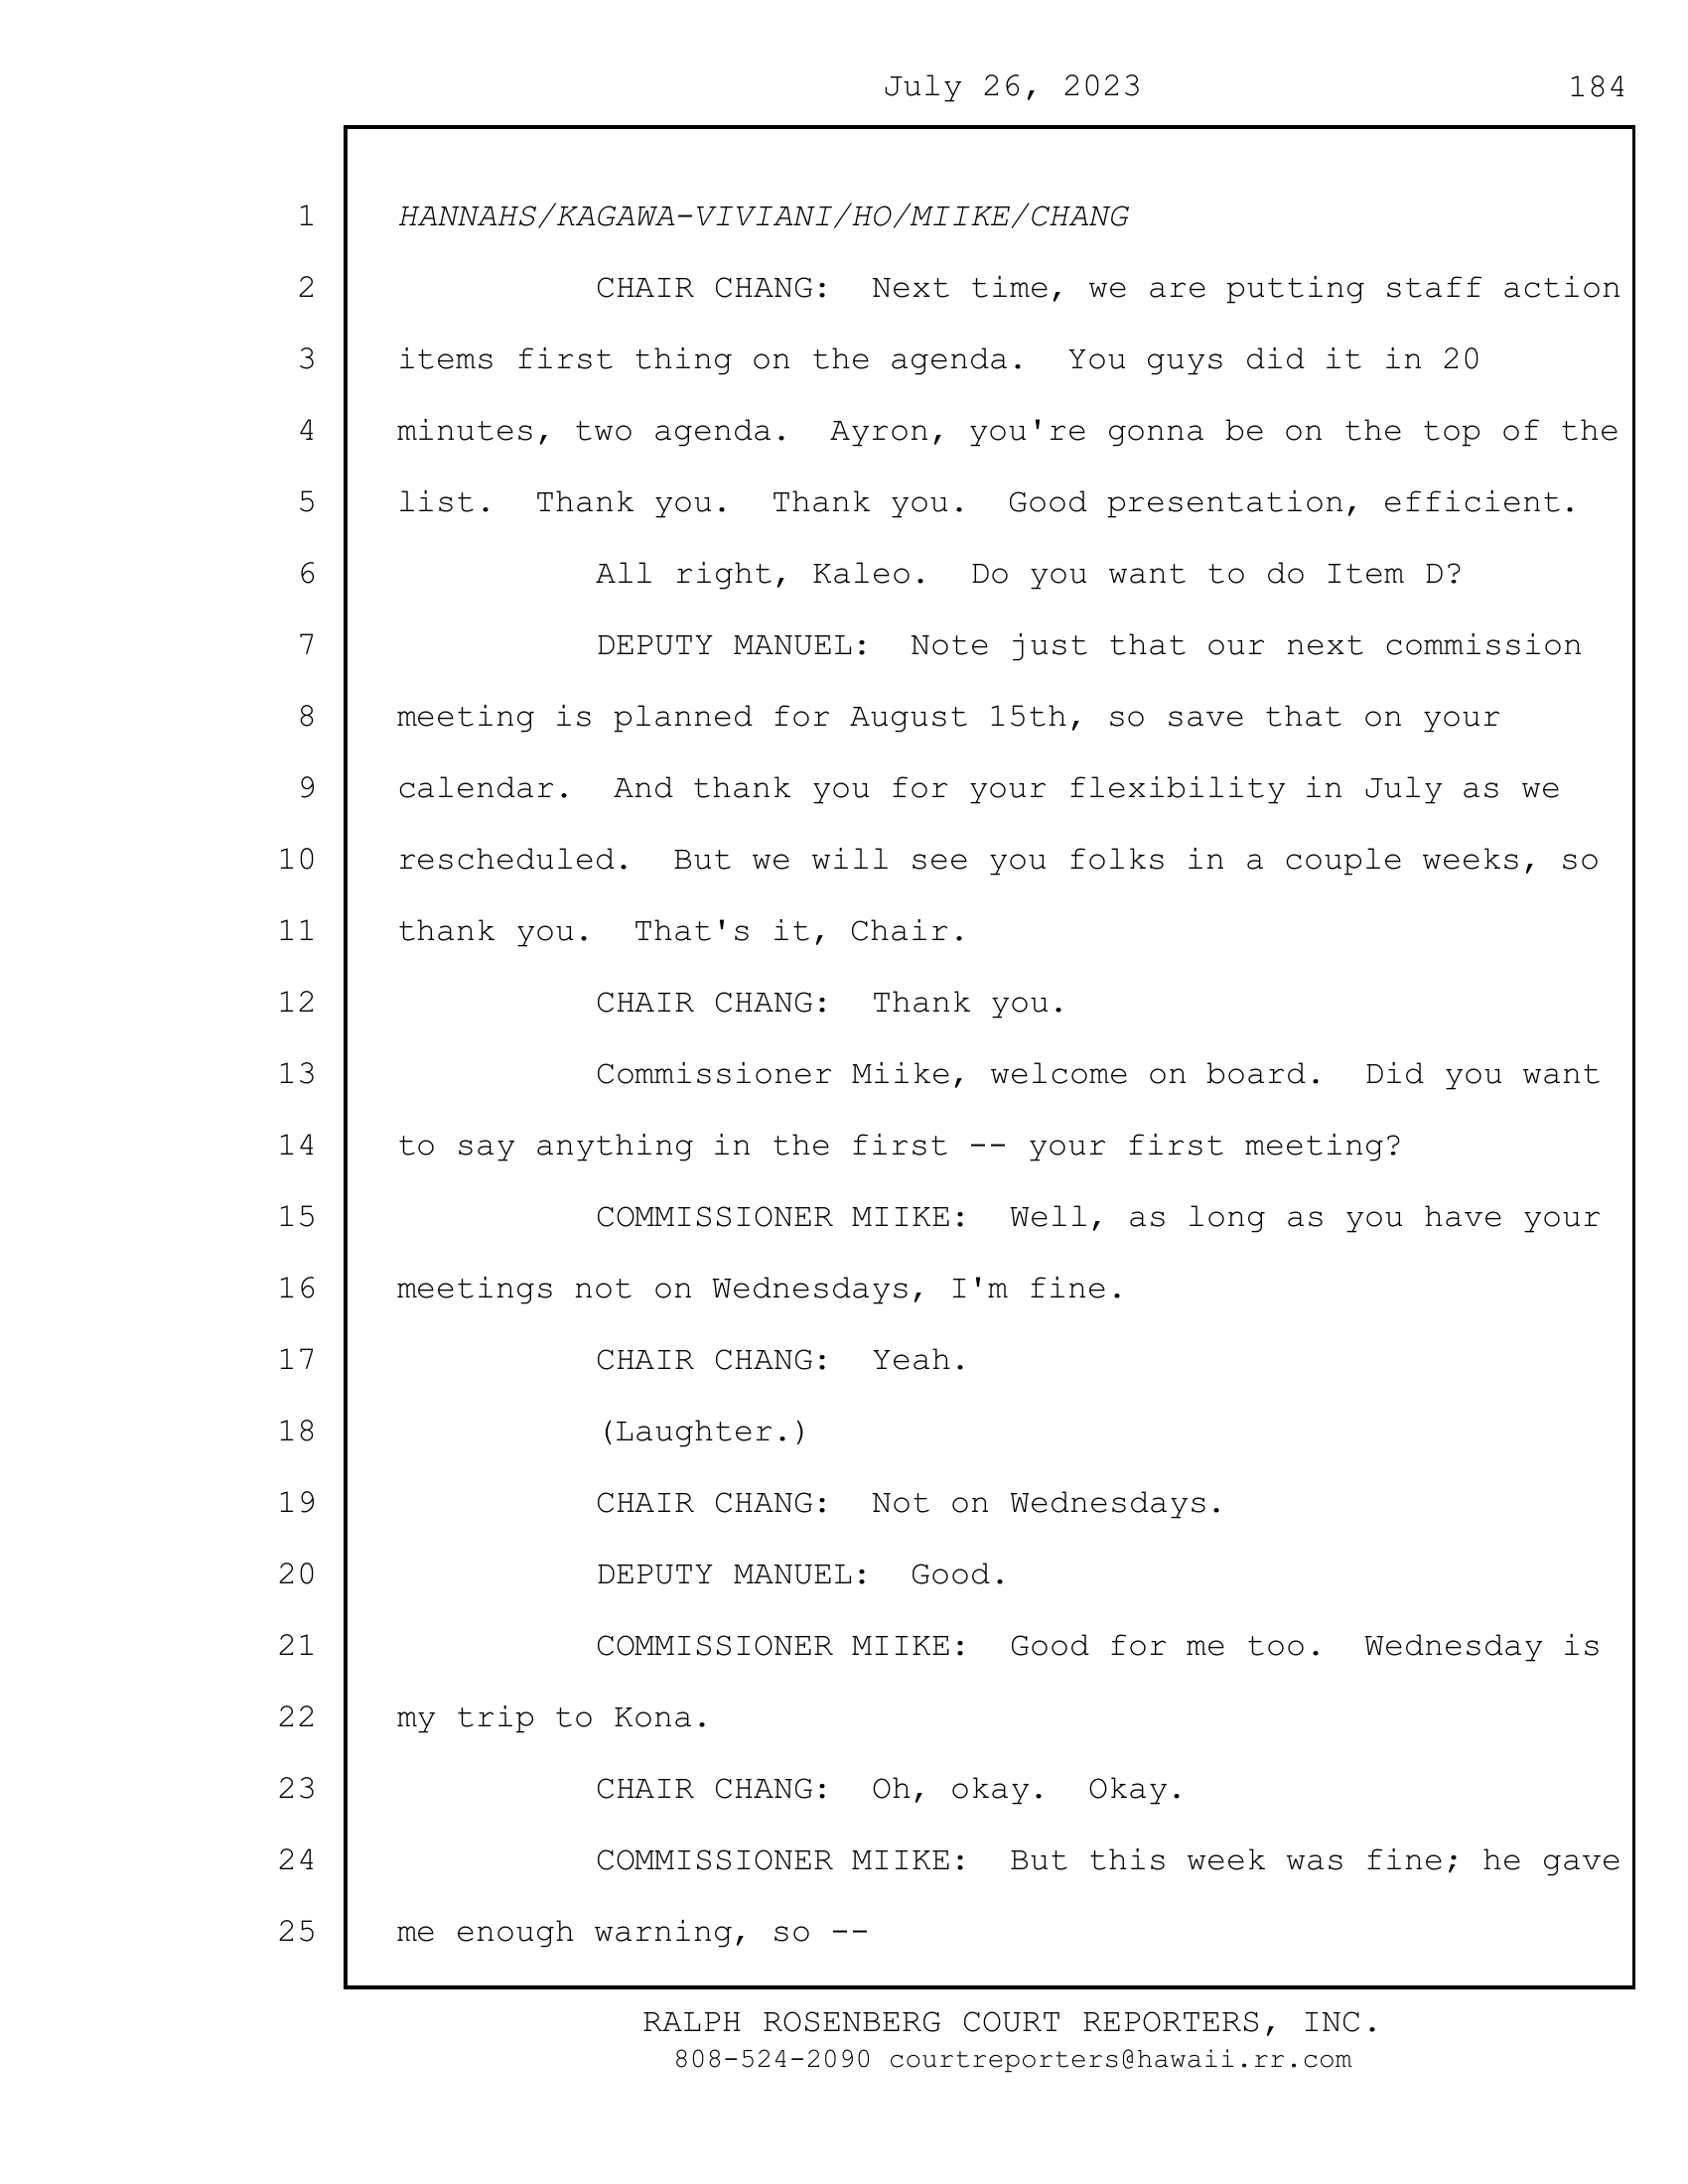 July 26, 2023 184
1 HANNAHS/KAGAWA-VIVIANI/HO/MIIKE/CHANG
2 CHAIR CHANG:  Next time, we are putting staff action
3 items first thing on the agenda.  You guys did it in 20
4 minutes, two agenda.  Ayron, you're gonna be on the top of the
5 list.  Thank you.  Thank you.  Good presentation, efficient.
6 All right, Kaleo.  Do you want to do Item D?
7 DEPUTY MANUEL:  Note just that our next commission
8 meeting is planned for August 15th, so save that on your
9 calendar.  And thank you for your flexibility in July as we
10 rescheduled.  But we will see you folks in a couple weeks, so
11 thank you.  That's it, Chair.
12 CHAIR CHANG:  Thank you.
13 Commissioner Miike, welcome on board.  Did you want
14 to say anything in the first -- your first meeting?
15 COMMISSIONER MIIKE:  Well, as long as you have your
16 meetings not on Wednesdays, I'm fine.
17 CHAIR CHANG:  Yeah.
18 (Laughter.)
19 CHAIR CHANG:  Not on Wednesdays.
20 DEPUTY MANUEL:  Good.
21 COMMISSIONER MIIKE:  Good for me too.  Wednesday is
22 my trip to Kona.
23 CHAIR CHANG:  Oh, okay.  Okay.
24 COMMISSIONER MIIKE:  But this week was fine; he gave
25 me enough warning, so --
RALPH ROSENBERG COURT REPORTERS, INC.
808-524-2090 courtreporters@hawaii.rr.com